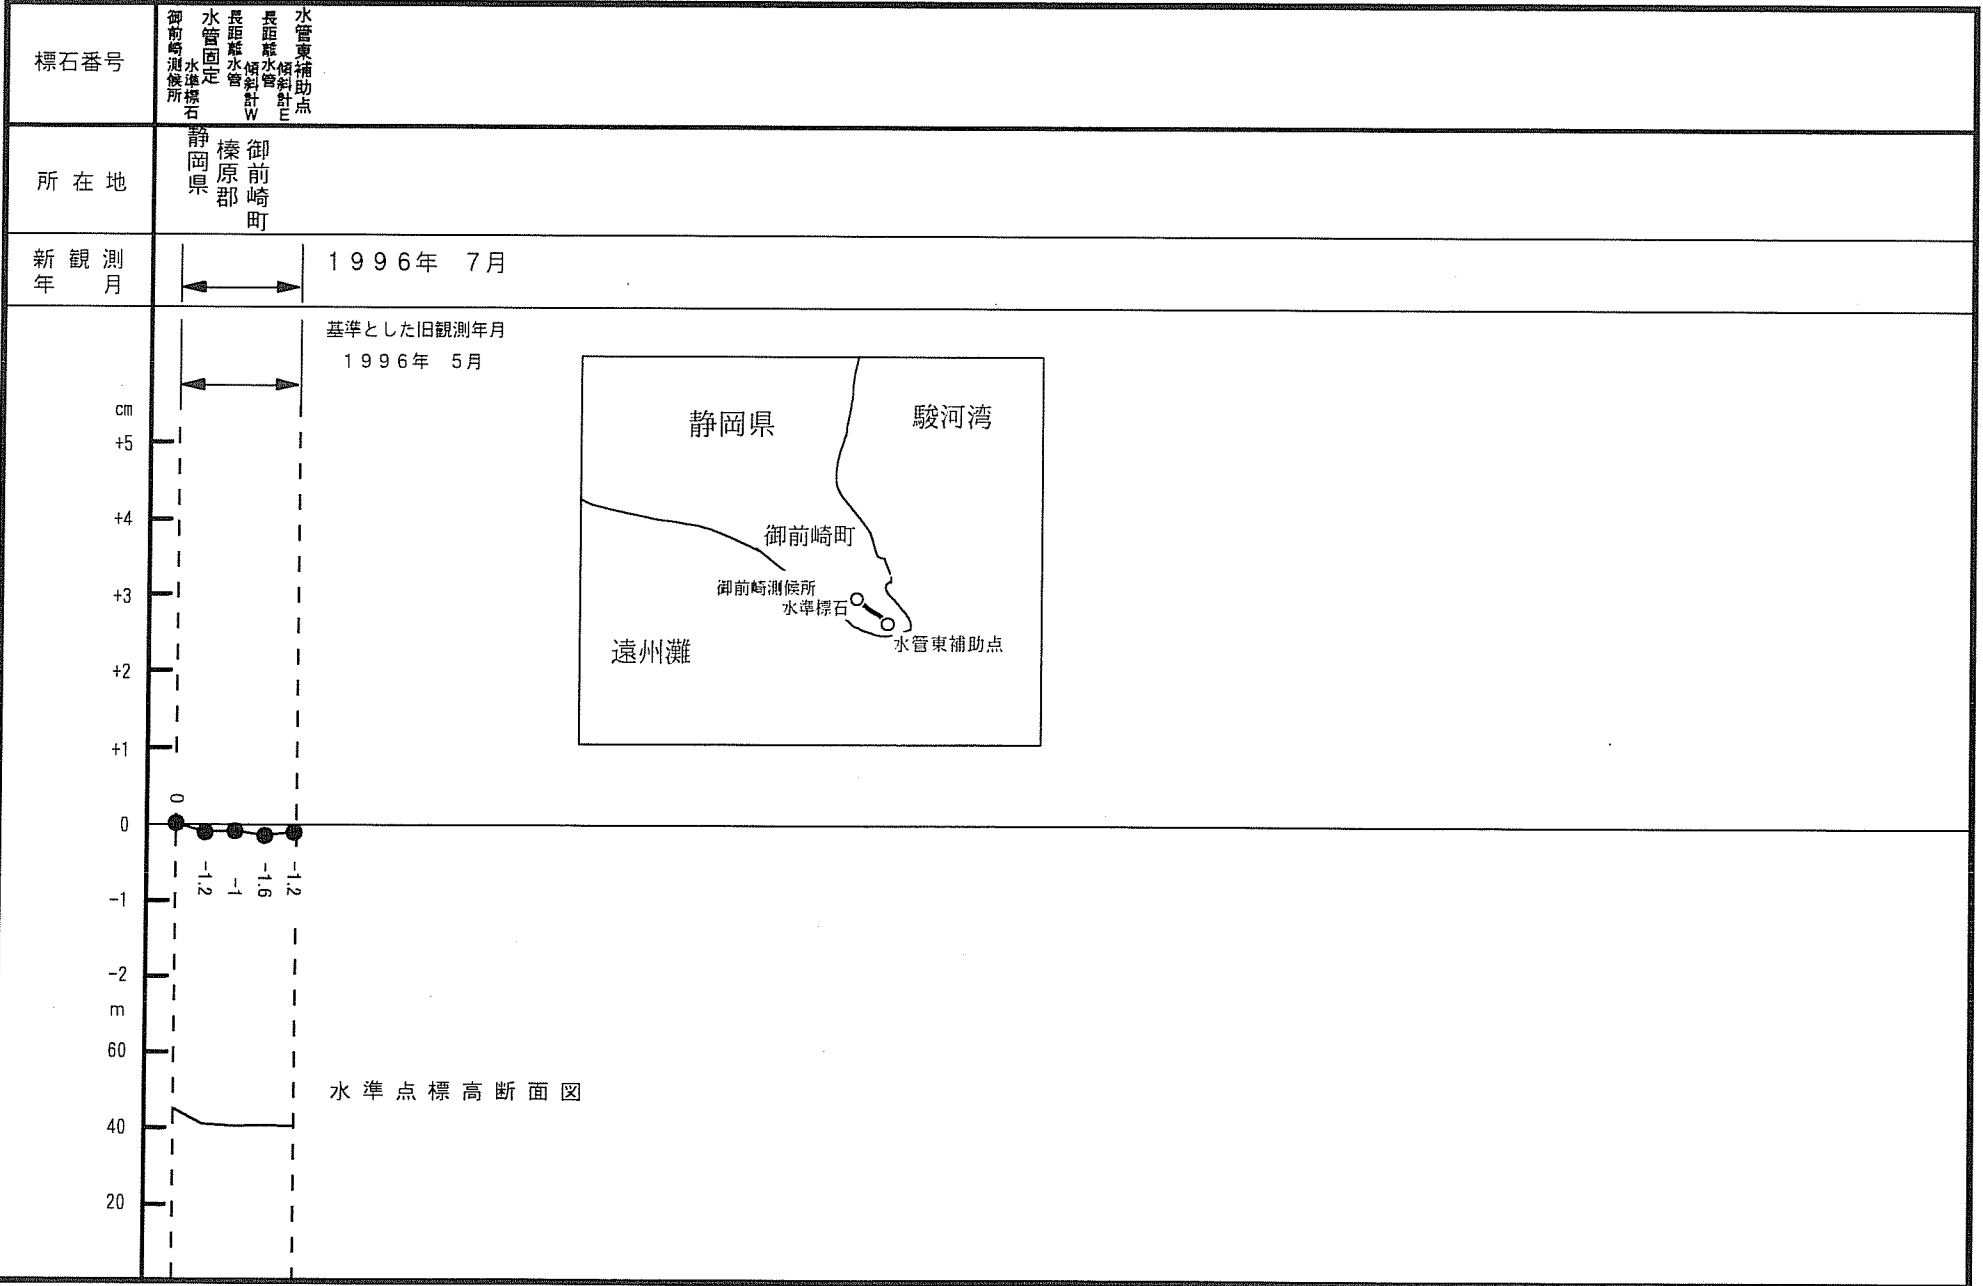 標石番号
御前崎測候所
水準標石
水管固定
長距離水管
傾斜計W
長距離水管
傾斜計E
水管東補助点
所在地
静岡県
榛原郡
御前崎町
新観測
年月
1996年 7月
基準とした旧観測年月
1996年 5月
cm
+5
+4
+3
+2
+1
0
-1
-2
0
-1.2
-1
-1.6
-1.2
静岡県
駿河湾
御前崎町
御前崎測候所
水準標石
水管東補助点
遠州灘
m
60
40
20
水準点標高断面図